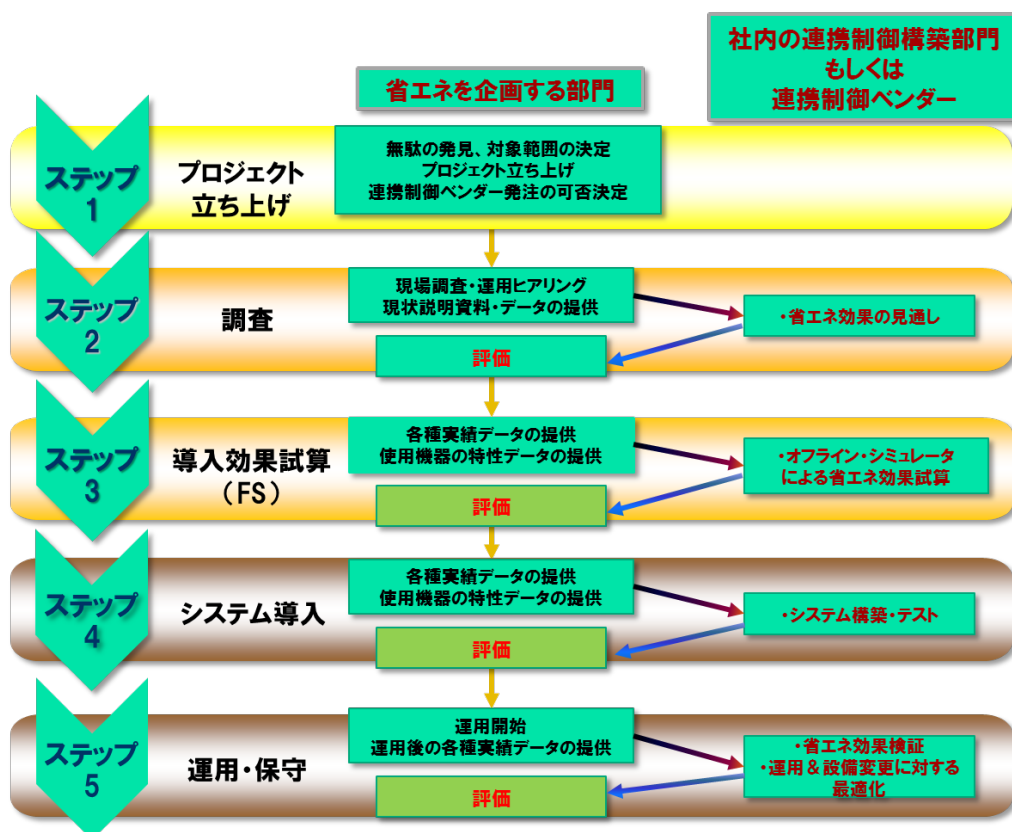 社内の連携制御構築部門
もしくは
連携制御ベンダー
省エネを企画する部門
ステップ
1
プロジェクト
立ち上げ
無駄の発見、対象範囲の決定
プロジェクト立ち上げ
連携制御ベンダー発注の可否決定
ステップ
2
調査
現場調査・運用ヒアリング
現状説明資料・データの提供
・省エネ効果の見通し
評価
ステップ
3
導入効果試算
（FS）
各種実績データの提供
使用機器の特性データの提供
・オフライン・シミュレータ
による省エネ効果試算
評価
ステップ
4
システム導入
各種実績データの提供
使用機器の特性データの提供
・システム構築・テスト
評価
ステップ
5
運用・保守
運用開始
運用後の各種実績データの提供
・省エネ効果検証
・運用＆設備変更に対する
最適化
評価